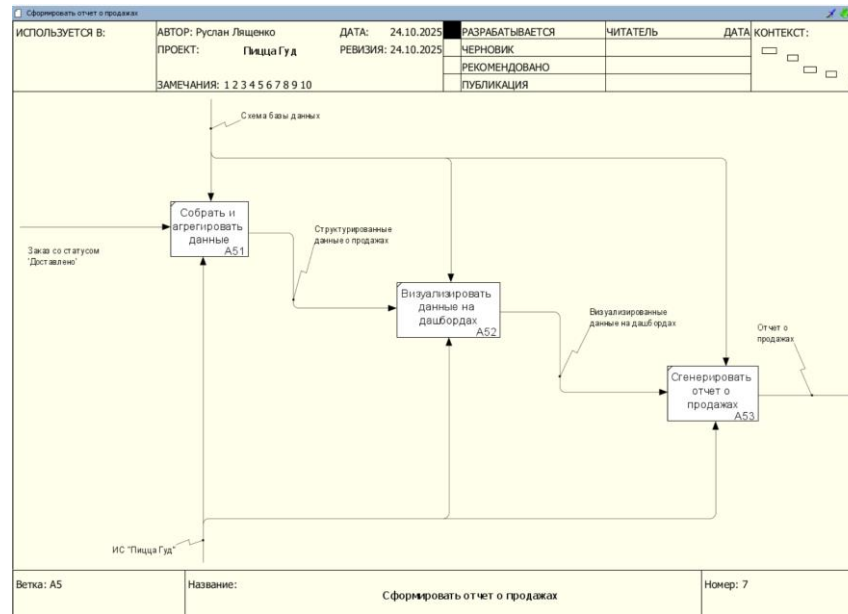 Сформировать отчет о продажах
ИСПОЛЬЗУЕТСЯ В:
АВТОР: Руслан Лященко
ДАТА: 24.10.2025
РАЗРАБАТЫВАЕТСЯ
ЧИТАТЕЛЬ
ДАТА
КОНТЕКСТ:
ПРОЕКТ: Пицца Гуд
РЕВИЗИЯ: 24.10.2025
ЧЕРНОВИК
РЕКОМЕНДОВАНО
ЗАМЕЧАНИЯ: 1 2 3 4 5 6 7 8 9 10
ПУБЛИКАЦИЯ
Схема базы данных
Собрать и
агрегировать
данные
A51
Заказ со статусом
'Доставлено'
Структурированные
данные о продажах
Визуализировать
данные на
дашбордах
A52
Визуализированные
данные на дашбордах
Отчет о
продажах
Сгенерировать
отчет о
продажах
A53
ИС "Пицца Гуд"
Ветка: A5
Название:
Сформировать отчет о продажах
Номер: 7